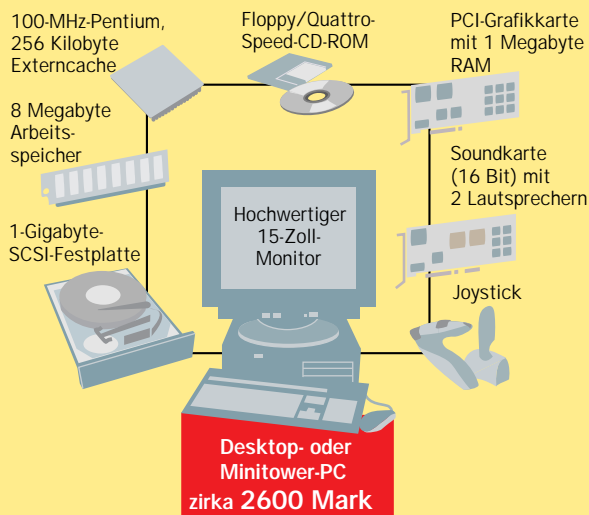 100-MHz-Pentium,
256 Kilobyte
Externcache
Floppy/Quattro-
Speed-CD-ROM
PCI-Grafikkarte
mit 1 Megabyte
RAM
8 Megabyte
Arbeits-
speicher
Soundkarte
(16 Bit) mit
2 Lautsprechern
1-Gigabyte-
SCSI-Festplatte
Hochwertiger
15-Zoll-
Monitor
Joystick
Desktop- oder
Minitower-PC
zirka 2600 Mark